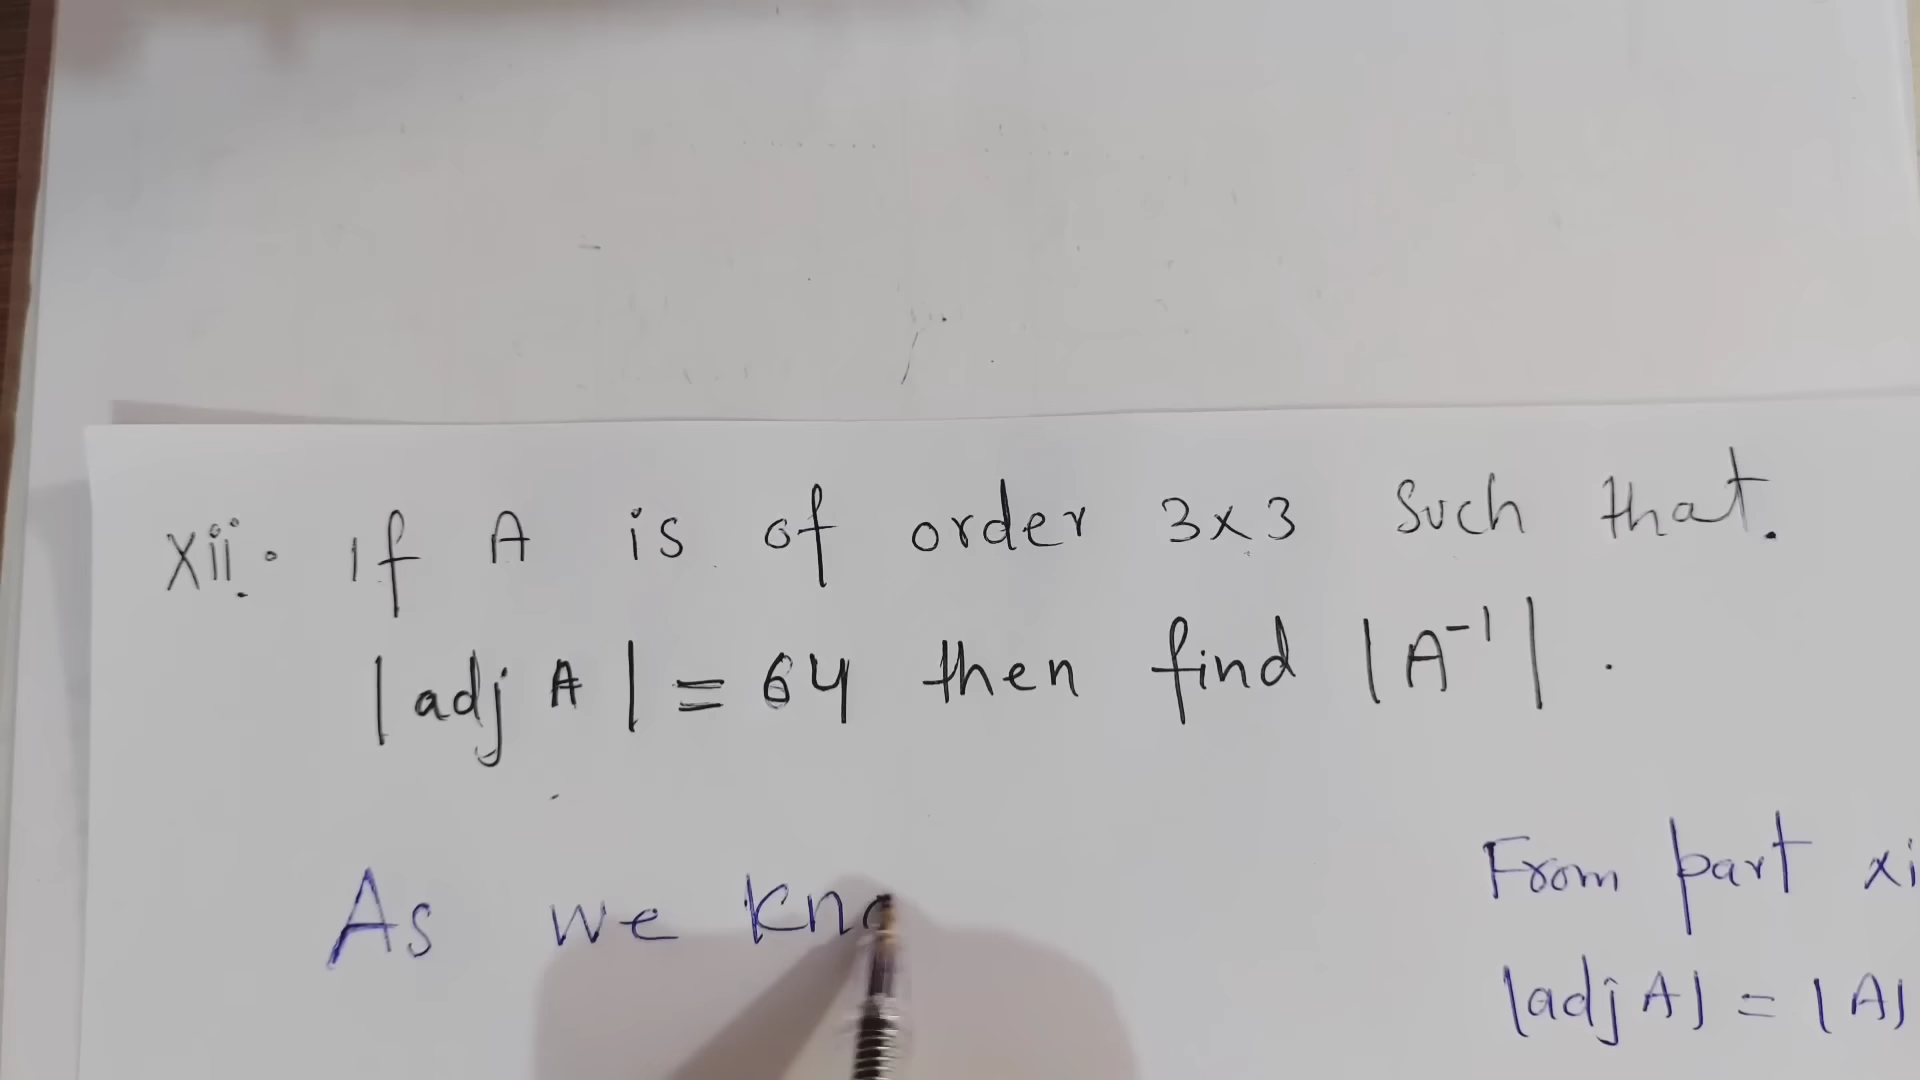 xii. If A is of order 3x3 such that.
|adj A| = 64 then find |A⁻¹| .
As we kno
From part xi
|adj A| = |A|